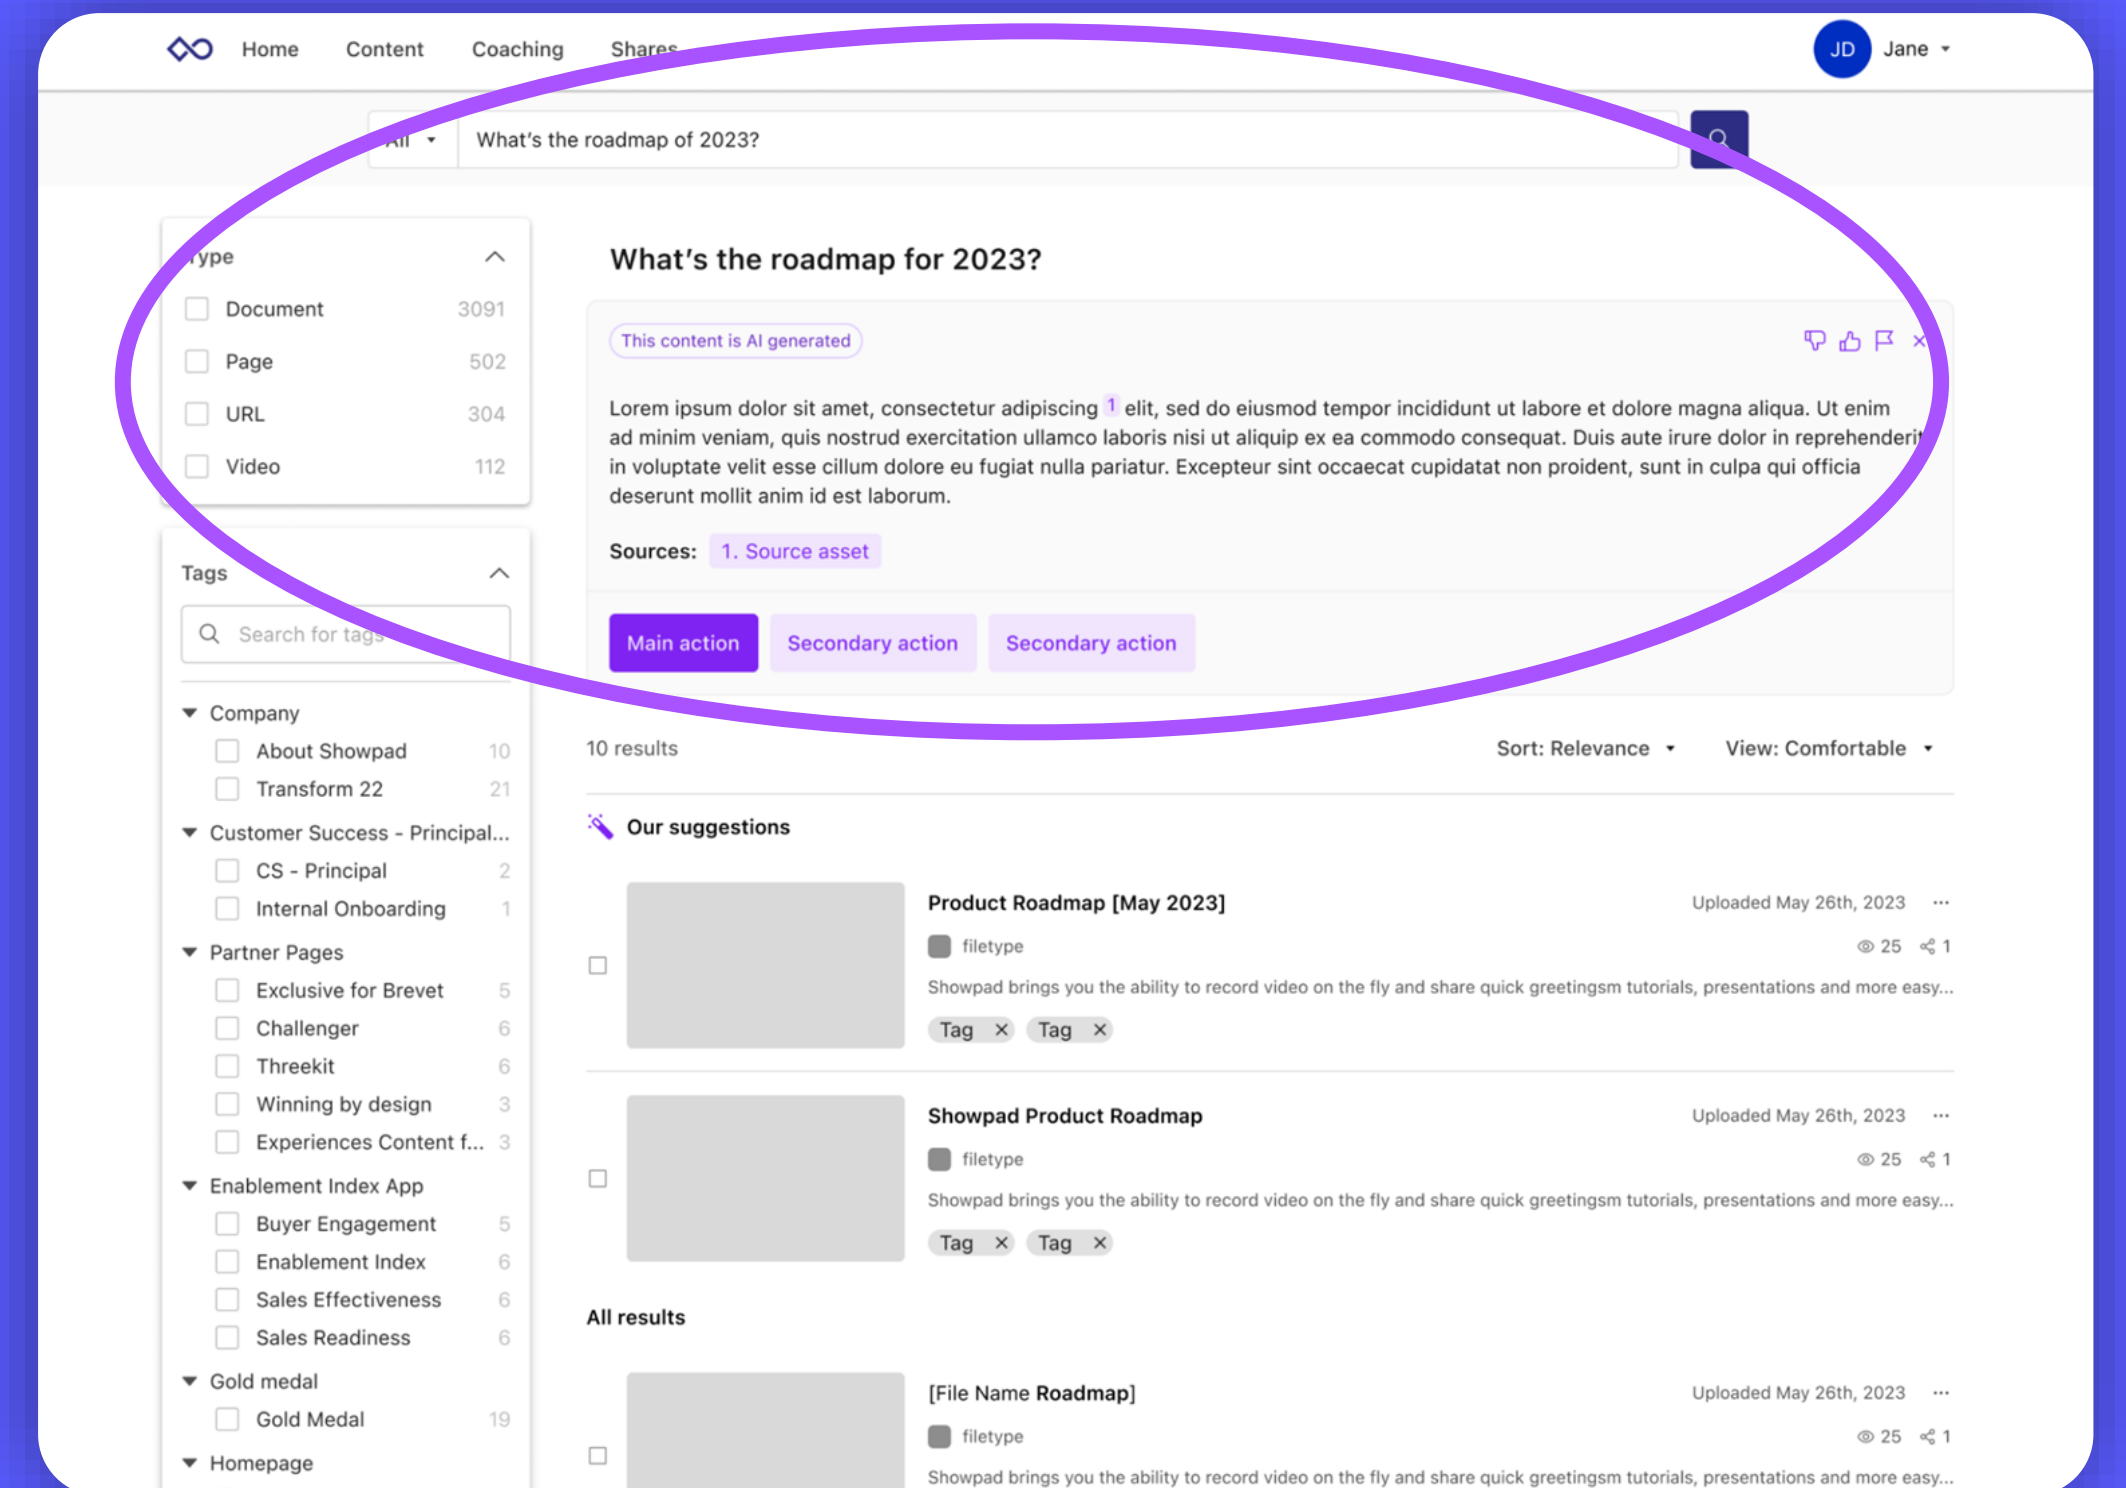 Home Content Coaching Shares
JD Jane
All What's the roadmap of 2023?
Type
Document 3091
Page 502
URL 304
Video 112
Tags
Search for tags
Company
About Showpad 10
Transform 22 21
Customer Success - Principal...
CS - Principal 2
Internal Onboarding 1
Partner Pages
Exclusive for Brevet 5
Challenger 6
Threekit 6
Winning by design 3
Experiences Content f... 3
Enablement Index App
Buyer Engagement 5
Enablement Index 6
Sales Effectiveness 6
Sales Readiness 6
Gold medal
Gold Medal 19
Homepage
What's the roadmap for 2023?
This content is AI generated
Lorem ipsum dolor sit amet, consectetur adipiscing 1 elit, sed do eiusmod tempor incididunt ut labore et dolore magna aliqua. Ut enim
ad minim veniam, quis nostrud exercitation ullamco laboris nisi ut aliquip ex ea commodo consequat. Duis aute irure dolor in reprehenderit
in voluptate velit esse cillum dolore eu fugiat nulla pariatur. Excepteur sint occaecat cupidatat non proident, sunt in culpa qui officia
deserunt mollit anim id est laborum.
Sources: 1. Source asset
Main action Secondary action Secondary action
10 results Sort: Relevance View: Comfortable
Our suggestions
Product Roadmap [May 2023] Uploaded May 26th, 2023 ...
filetype 25 1
Showpad brings you the ability to record video on the fly and share quick greetingsm tutorials, presentations and more easy...
Tag Tag
Showpad Product Roadmap Uploaded May 26th, 2023 ...
filetype 25 1
Showpad brings you the ability to record video on the fly and share quick greetingsm tutorials, presentations and more easy...
Tag Tag
All results
[File Name Roadmap] Uploaded May 26th, 2023 ...
filetype 25 1
Showpad brings you the ability to record video on the fly and share quick greetingsm tutorials, presentations and more easy...